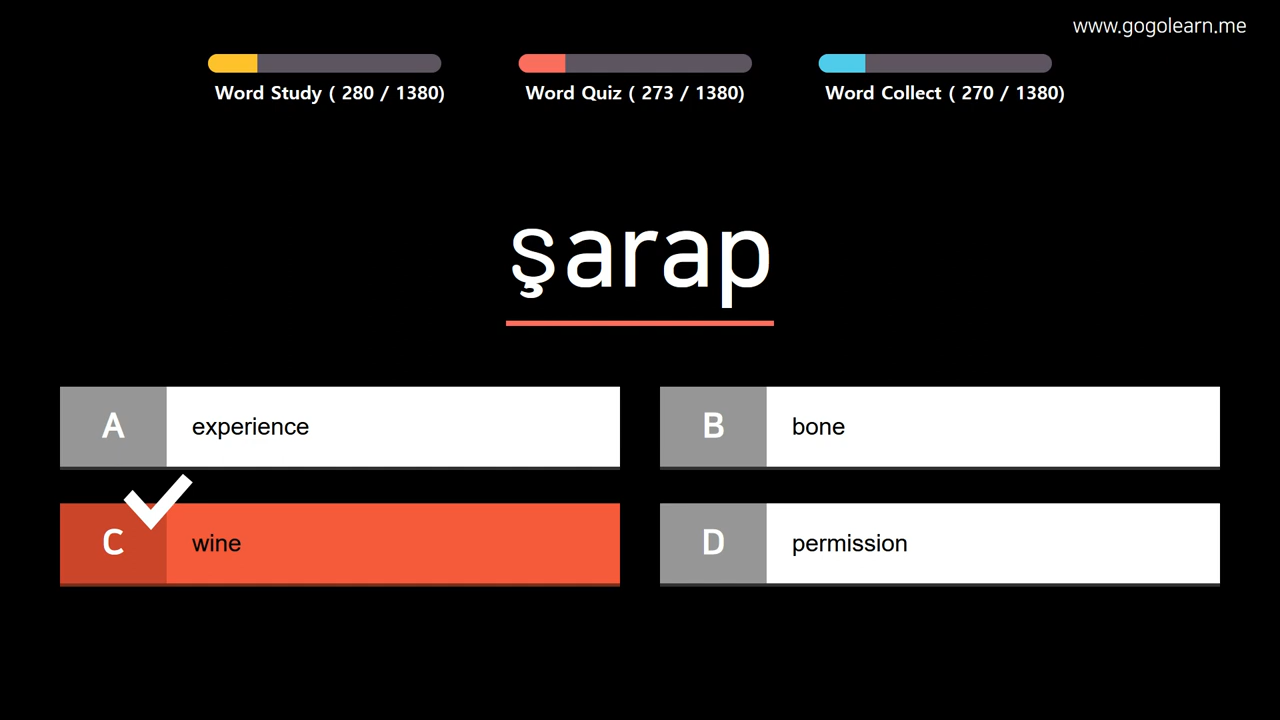 www.gogolearn.me
Word Study ( 280 / 1380)
Word Quiz ( 273 / 1380)
Word Collect ( 270 / 1380)
şarap
A experience
B bone
C wine
D permission